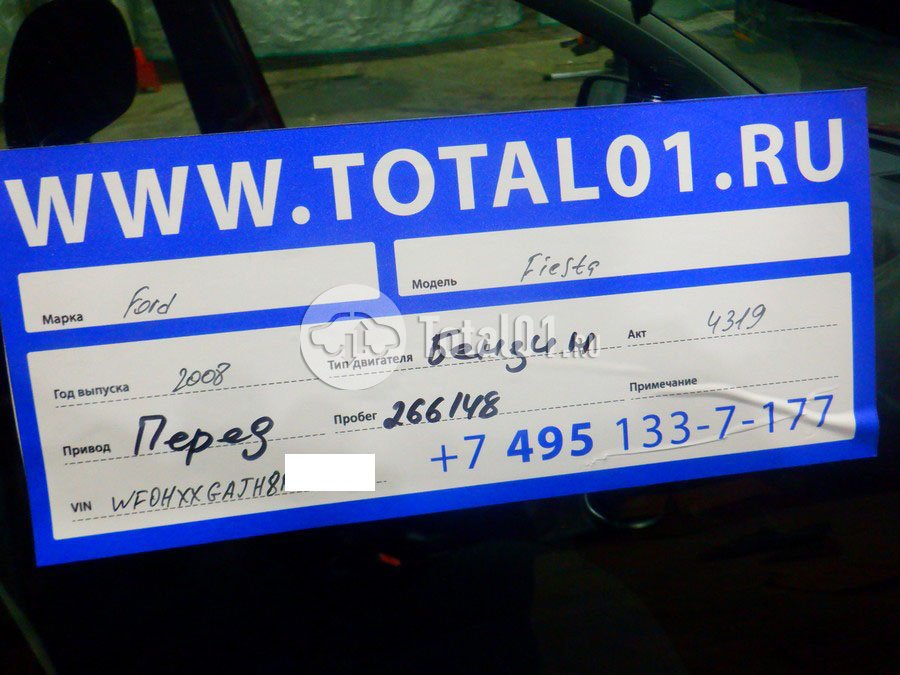 WWW.TOTAL01.RU
Марка Ford Модель Fiesta
Год выпуска 2008 Тип двигателя Бензин Акт 4319
Привод Перед Пробег 266148 Примечание
+7 495 133-7-177
VIN WF0HXXGAJH8
Total01.RU